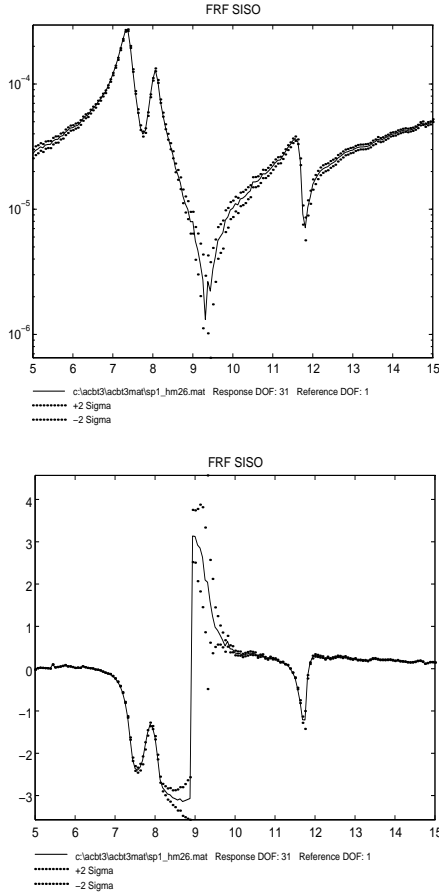 FRF SISO
10−4
10−5
10−6
5 6 7 8 9 10 11 12 13 14 15
c:\acbt3\acbt3mat\sp1_hm26.mat Response DOF: 31 Reference DOF: 1
+2 Sigma
−2 Sigma
FRF SISO
4
3
2
1
0
−1
−2
−3
5 6 7 8 9 10 11 12 13 14 15
c:\acbt3\acbt3mat\sp1_hm26.mat Response DOF: 31 Reference DOF: 1
+2 Sigma
−2 Sigma